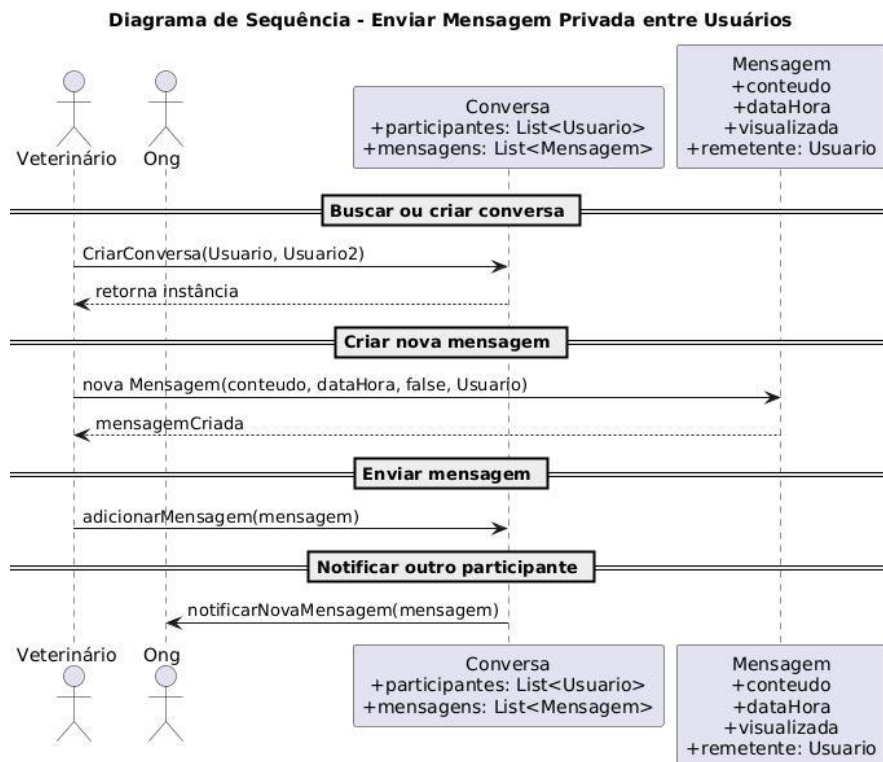 Diagrama de Sequência - Enviar Mensagem Privada entre Usuários
Veterinário
Ong
Conversa
+participantes: List<Usuario>
+mensagens: List<Mensagem>
Mensagem
+conteudo
+dataHora
+visualizada
+remetente: Usuario
Buscar ou criar conversa
CriarConversa(Usuario, Usuario2)
retorna instância
Criar nova mensagem
nova Mensagem(conteudo, dataHora, false, Usuario)
mensagemCriada
Enviar mensagem
adicionarMensagem(mensagem)
Notificar outro participante
notificarNovaMensagem(mensagem)
Veterinário
Ong
Conversa
+participantes: List<Usuario>
+mensagens: List<Mensagem>
Mensagem
+conteudo
+dataHora
+visualizada
+remetente: Usuario